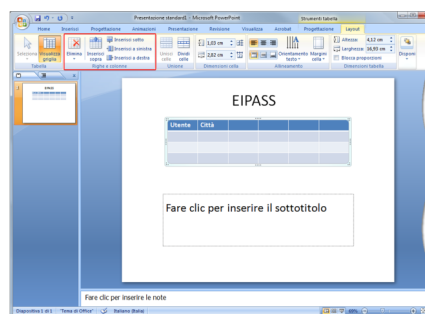 Presentazione standard1 - Microsoft PowerPoint
Strumenti tabella
Home
Inserisci
Progettazione
Animazioni
Presentazione
Revisione
Visualizza
Acrobat
Progettazione
Layout
Seleziona
Visualizza griglia
Elimina
Inserisci sopra
Inserisci sotto
Inserisci a sinistra
Inserisci a destra
Unisci celle
Dividi celle
1,03 cm
2,82 cm
Orientamento testo
Margini cella
Altezza: 4,12 cm
Larghezza: 16,93 cm
Blocca proporzioni
Disponi
Tabella
Righe e colonne
Unione
Dimensioni cella
Allineamento
Dimensioni tabella
EIPASS
Utente Città
Fare clic per inserire il sottotitolo
Fare clic per inserire le note
Diapositiva 1 di 1
"Tema di Office"
Italiano (Italia)